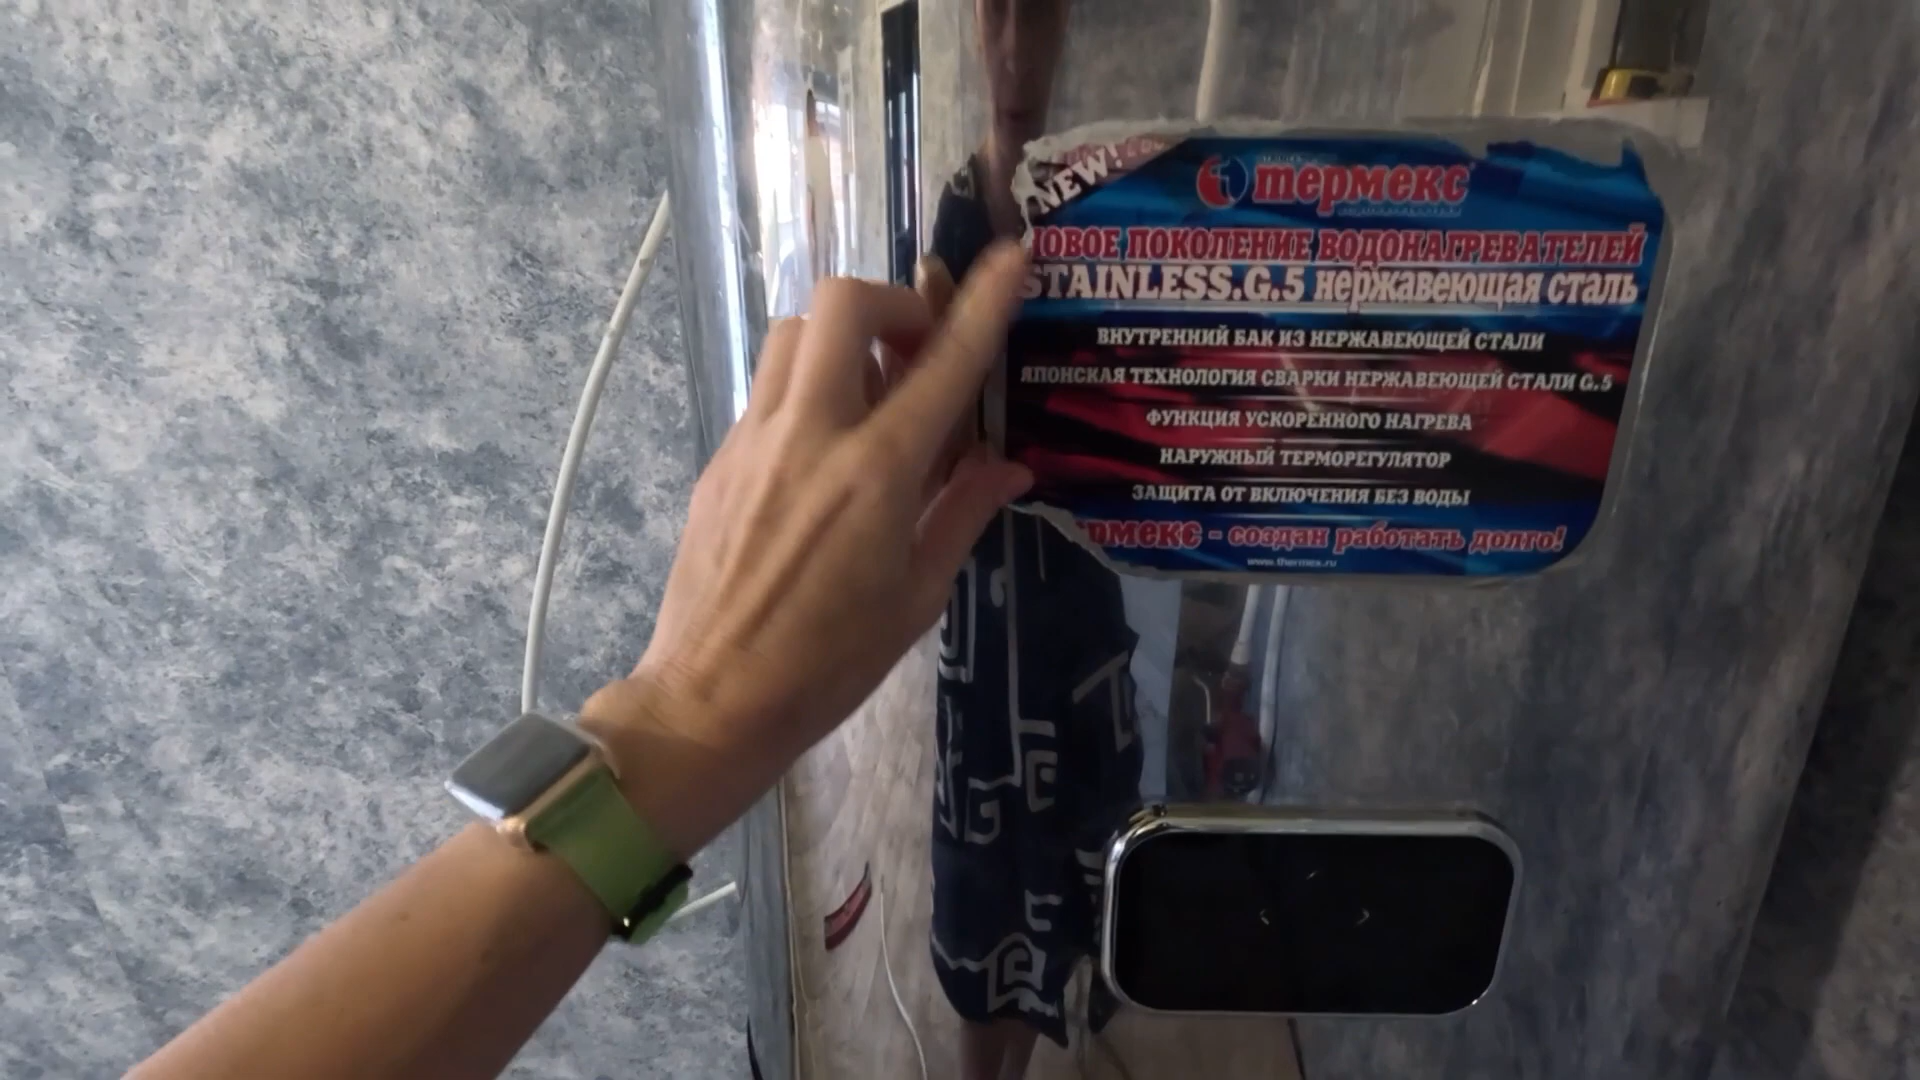 NEW!
термекс
НОВОЕ ПОКОЛЕНИЕ ВОДОНАГРЕВАТЕЛЕЙ
STAINLESS.G.5 нержавеющая сталь
ВНУТРЕННИЙ БАК ИЗ НЕРЖАВЕЮЩЕЙ СТАЛИ
ЯПОНСКАЯ ТЕХНОЛОГИЯ СВАРКИ НЕРЖАВЕЮЩЕЙ СТАЛИ G.5
ФУНКЦИЯ УСКОРЕННОГО НАГРЕВА
НАРУЖНЫЙ ТЕРМОРЕГУЛЯТОР
ЗАЩИТА ОТ ВКЛЮЧЕНИЯ БЕЗ ВОДЫ
рмекс - создан работать долго!
www.thermex.ru